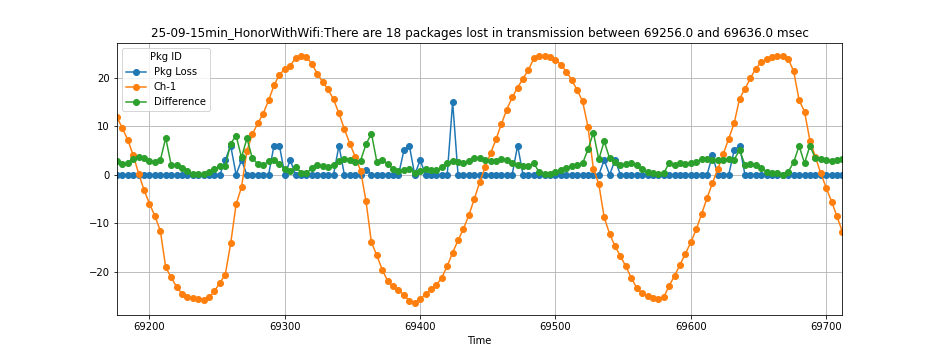 25-09-15min_HonorWithWifi:There are 18 packages lost in transmission between 69256.0 and 69636.0 msec
Pkg ID
Pkg Loss
Ch-1
Difference
20
10
0
−10
−20
69200 69300 69400 69500 69600 69700
Time